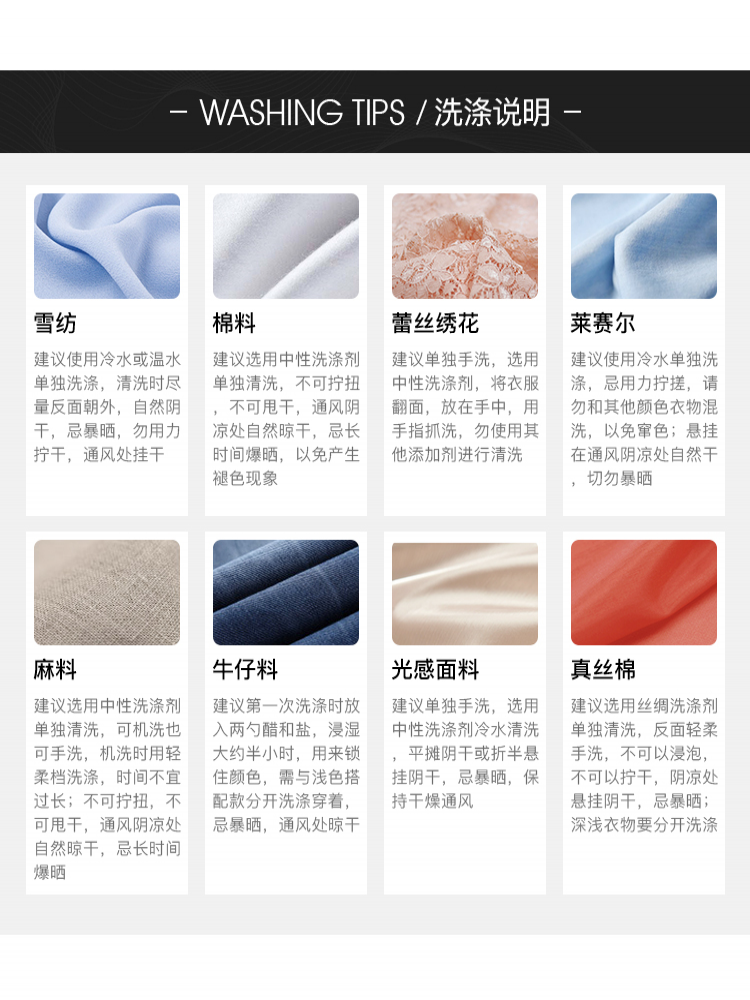 — WASHING TIPS / 洗涤说明 —
雪纺
建议使用冷水或温水
单独洗涤，清洗时尽
量反面朝外，自然阴
干，忌暴晒，勿用力
拧干，通风处挂干
棉料
建议选用中性洗涤剂
单独清洗，不可拧扭
，不可甩干，通风阴
凉处自然晾干，忌长
时间爆晒，以免产生
褪色现象
蕾丝绣花
建议单独手洗，选用
中性洗涤剂，将衣服
翻面，放在手中，用
手指抓洗，勿使用其
他添加剂进行清洗
莱赛尔
建议使用冷水单独洗
涤，忌用力拧搓，请
勿和其他颜色衣物混
洗，以免窜色；悬挂
在通风阴凉处自然干
，切勿暴晒
麻料
建议选用中性洗涤剂
单独清洗，可机洗也
可手洗，机洗时用轻
柔档洗涤，时间不宜
过长；不可拧扭，不
可甩干，通风阴凉处
自然晾干，忌长时间
爆晒
牛仔料
建议第一次洗涤时放
入两勺醋和盐，浸湿
大约半小时，用来锁
住颜色，需与浅色搭
配款分开洗涤穿着，
忌暴晒，通风处晾干
光感面料
建议单独手洗，选用
中性洗涤剂冷水清洗
，平摊阴干或折半悬
挂阴干，忌暴晒，保
持干燥通风
真丝棉
建议选用丝绸洗涤剂
单独清洗，反面轻柔
手洗，不可以浸泡，
不可以拧干，阴凉处
悬挂阴干，忌暴晒；
深浅衣物要分开洗涤